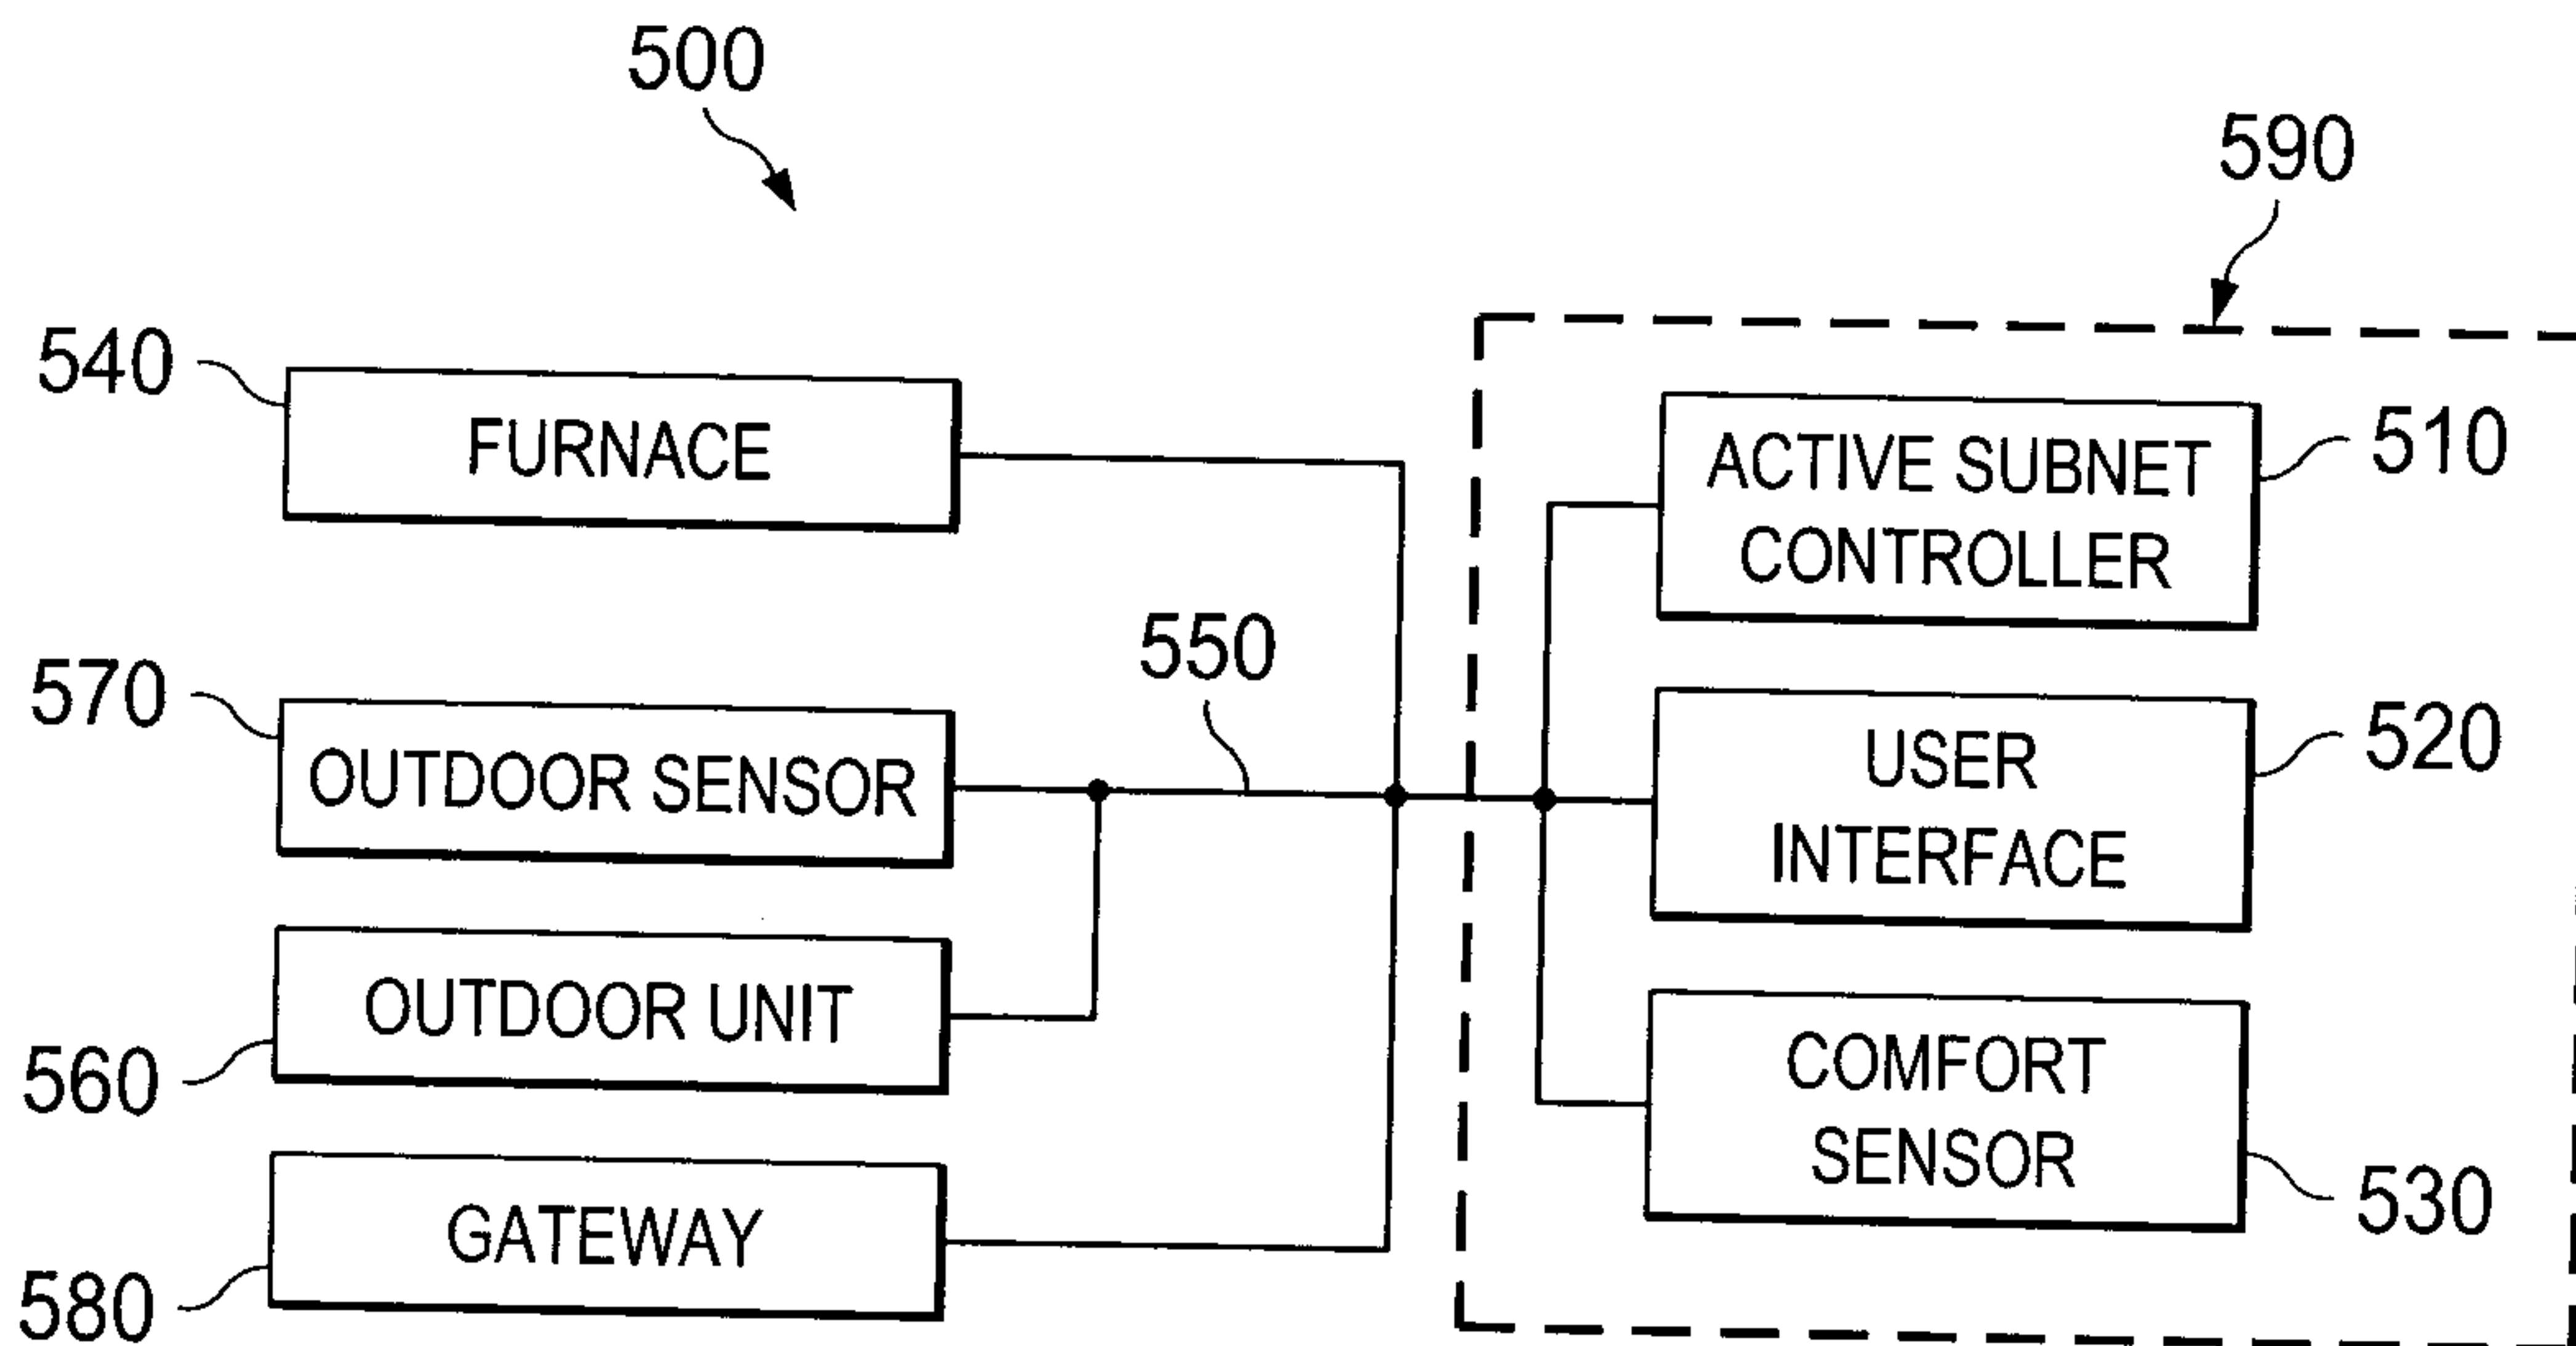 500
590
540
FURNACE
ACTIVE SUBNET
CONTROLLER
510
550
570
OUTDOOR SENSOR
USER
INTERFACE
520
OUTDOOR UNIT
560
COMFORT
SENSOR
530
GATEWAY
580